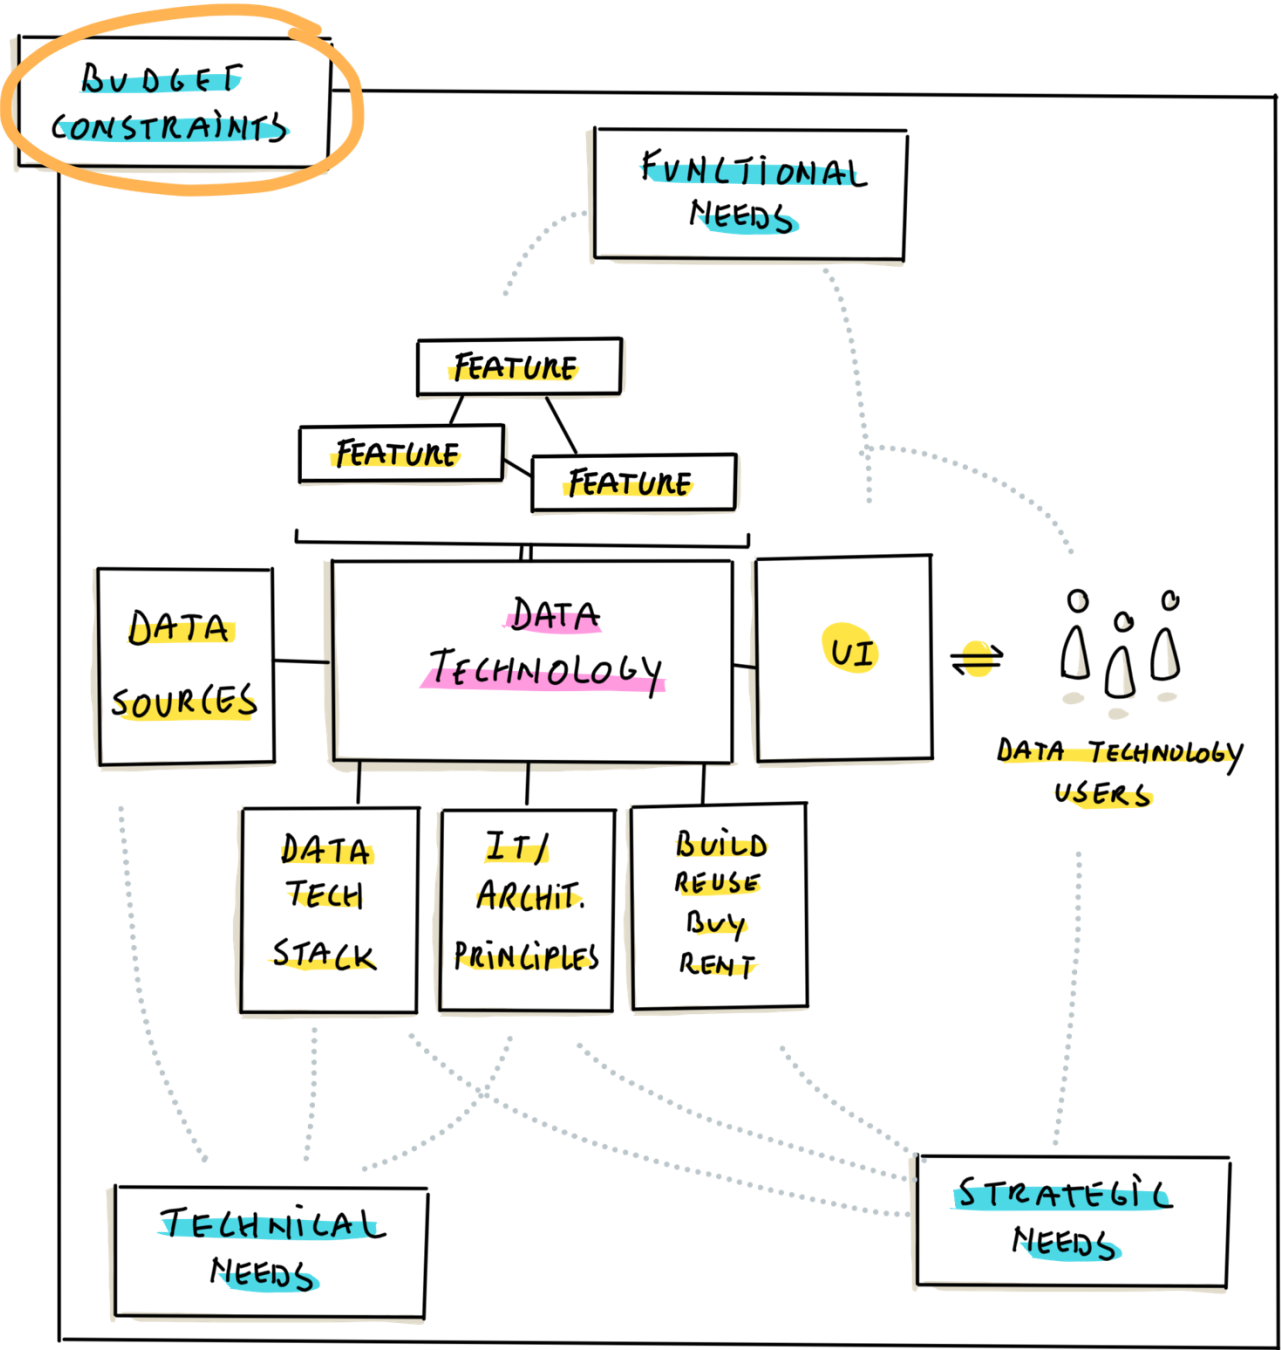 BUDGET
CONSTRAINTS
FUNCTIONAL
NEEDS
FEATURE
FEATURE
FEATURE
DATA
SOURCES
DATA
TECHNOLOGY
UI
DATA TECHNOLOGY
USERS
DATA
TECH
STACK
IT/
ARCHIT.
PRINCIPLES
BUILD
REUSE
BUY
RENT
TECHNICAL
NEEDS
STRATEGIC
NEEDS